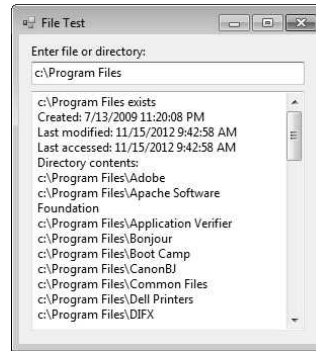 File Test
Enter file or directory:
c:\Program Files
c:\Program Files exists
Created: 7/13/2009 11:20:08 PM
Last modified: 11/15/2012 9:42:58 AM
Last accessed: 11/15/2012 9:42:58 AM
Directory contents:
c:\Program Files\Adobe
c:\Program Files\Apache Software
Foundation
c:\Program Files\Application Verifier
c:\Program Files\Bonjour
c:\Program Files\Boot Camp
c:\Program Files\CanonBJ
c:\Program Files\Common Files
c:\Program Files\Dell Printers
c:\Program Files\DIFX